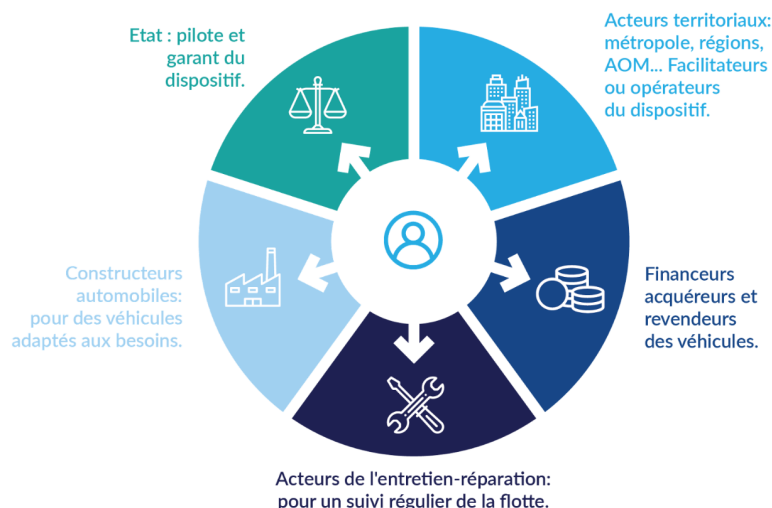 Etat : pilote et
garant du
dispositif.
Acteurs territoriaux:
métropole, régions,
AOM... Facilitateurs
ou opérateurs
du dispositif.
Constructeurs
automobiles:
pour des véhicules
adaptés aux besoins.
Financeurs
acquéreurs et
revendeurs
des véhicules.
Acteurs de l'entretien-réparation:
pour un suivi régulier de la flotte.